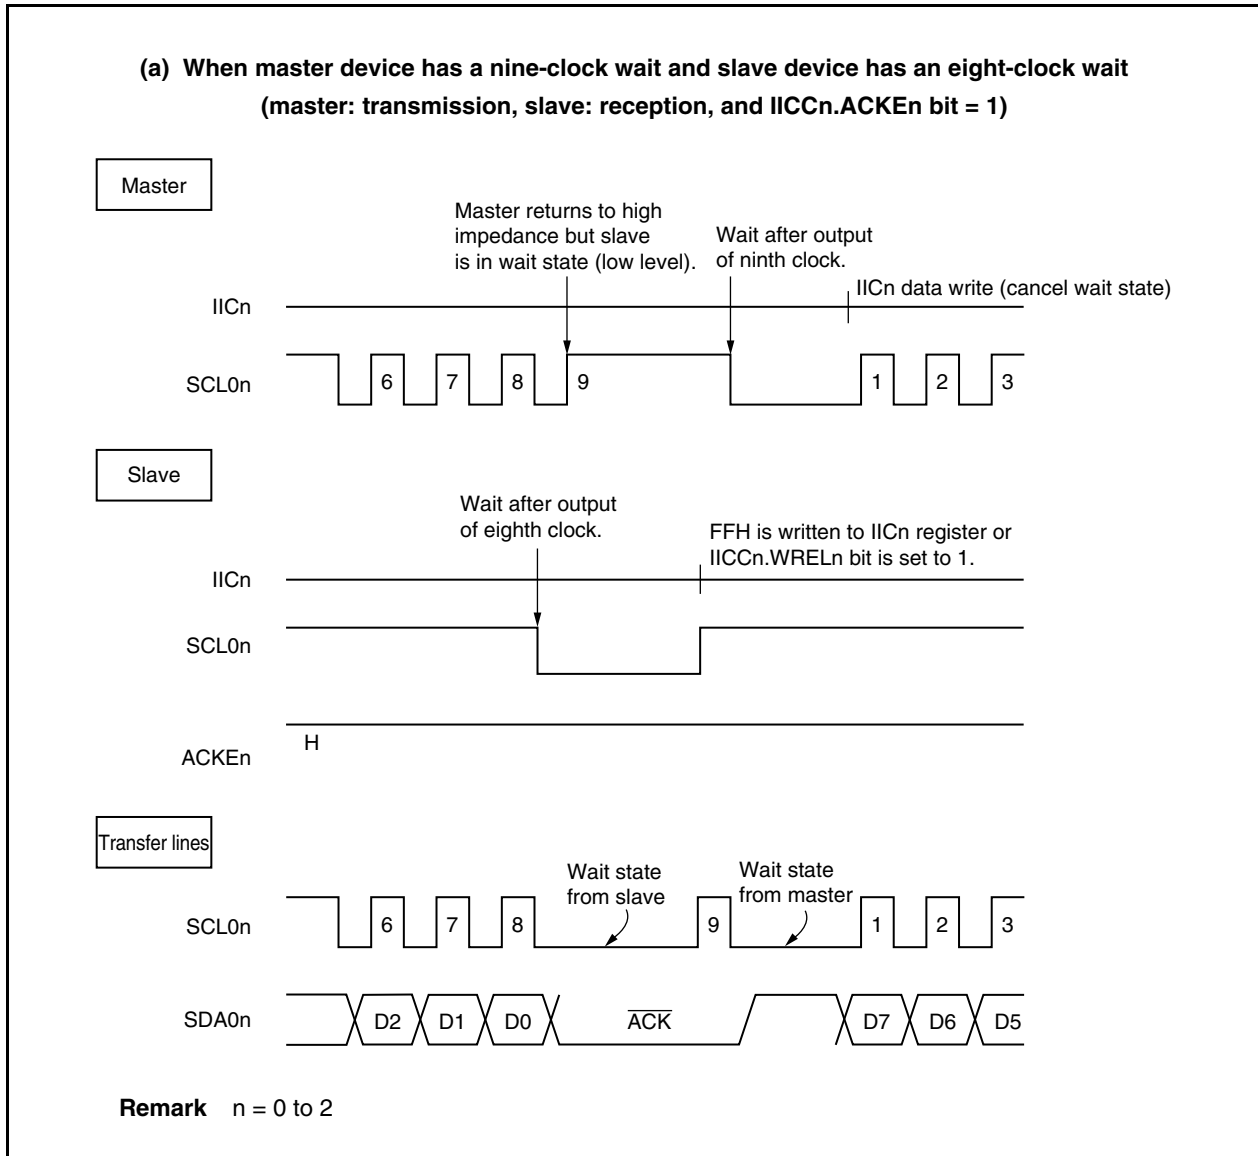 (a) When master device has a nine-clock wait and slave device has an eight-clock wait
(master: transmission, slave: reception, and IICCn.ACKEn bit = 1)
Master
Master returns to high
impedance but slave
is in wait state (low level).
Wait after output
of ninth clock.
IICn data write (cancel wait state)
IICn
SCL0n
6 7 8 9 1 2 3
Slave
Wait after output
of eighth clock.
FFH is written to IICn register or
IICCn.WRELn bit is set to 1.
IICn
SCL0n
H
ACKEn
Transfer lines
Wait state
from slave
Wait state
from master
SCL0n
6 7 8 9 1 2 3
SDA0n
D2 D1 D0 A̅C̅K̅ D7 D6 D5
Remark n = 0 to 2